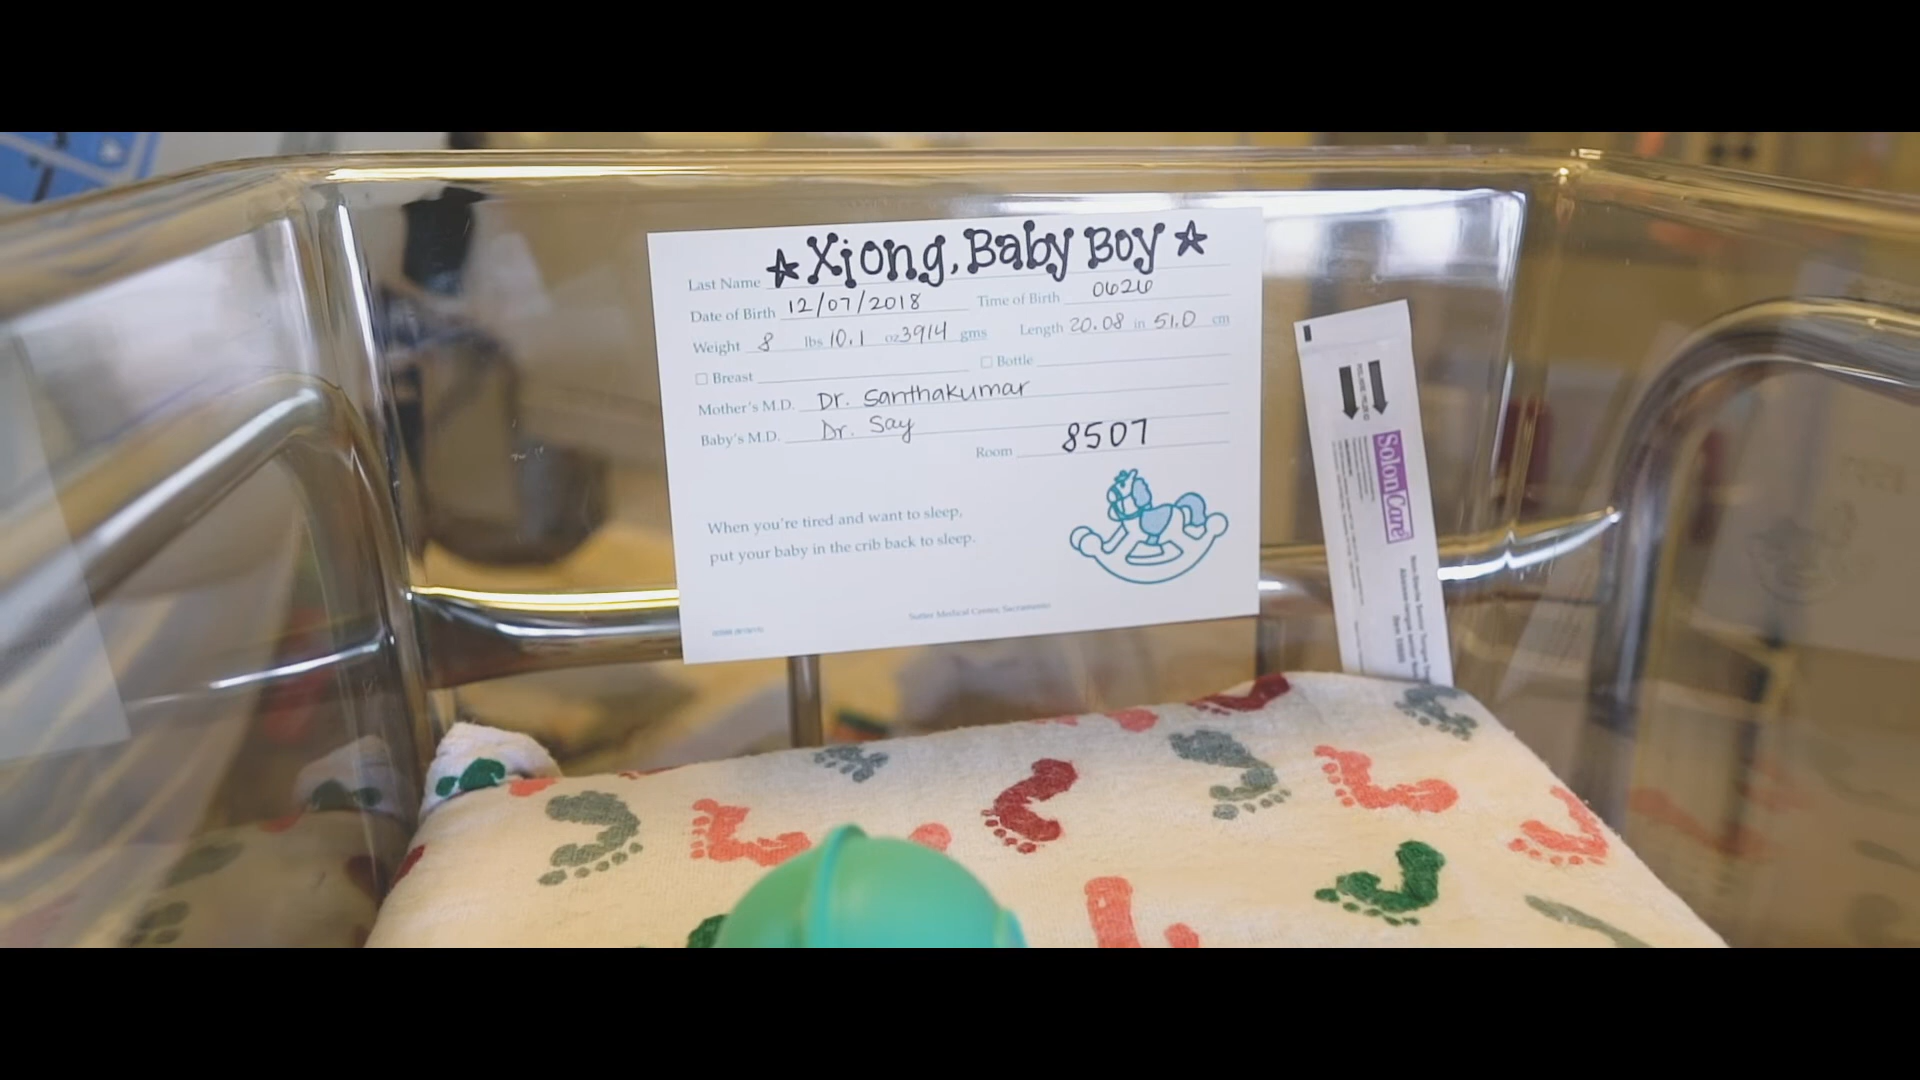 Last Name ☆ Xiong, Baby Boy ☆
Date of Birth 12/07/2018 Time of Birth 0626
Weight 8 lbs 10.1 oz 3914 gms Length 20.08 in 51.0 cm
☐ Breast ☐ Bottle
Mother's M.D. Dr. Santhakumar
Baby's M.D. Dr. Say
Room 8507
When you're tired and want to sleep,
put your baby in the crib back to sleep.
Sutter Medical Center, Sacramento
SolonCare